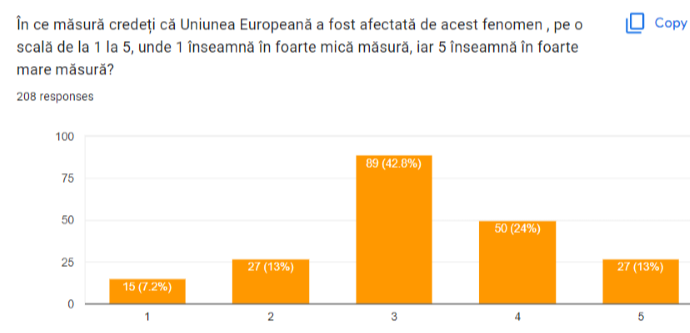 În ce măsură credeți că Uniunea Europeană a fost afectată de acest fenomen , pe o
scală de la 1 la 5, unde 1 înseamnă în foarte mică măsură, iar 5 înseamnă în foarte
mare măsură?
Copy
208 responses
100
75
50
25
0
15 (7.2%)
27 (13%)
89 (42.8%)
50 (24%)
27 (13%)
1 2 3 4 5